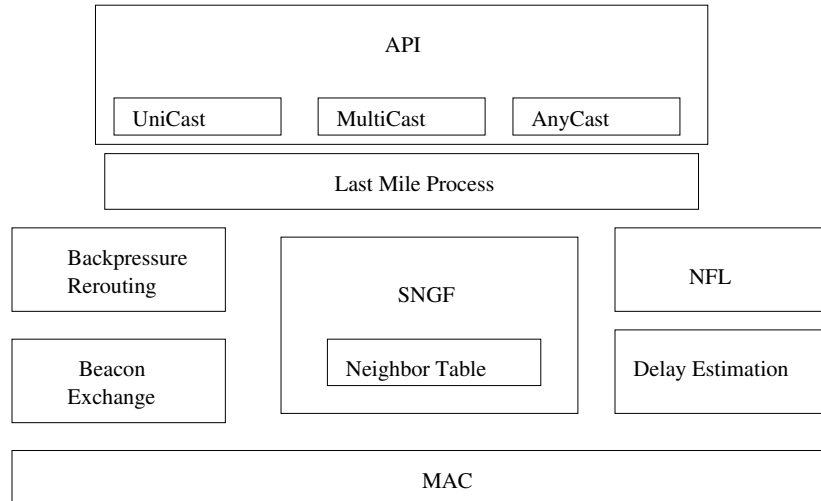 API
UniCast
MultiCast
AnyCast
Last Mile Process
Backpressure
Rerouting
SNGF
NFL
Beacon
Exchange
Neighbor Table
Delay Estimation
MAC